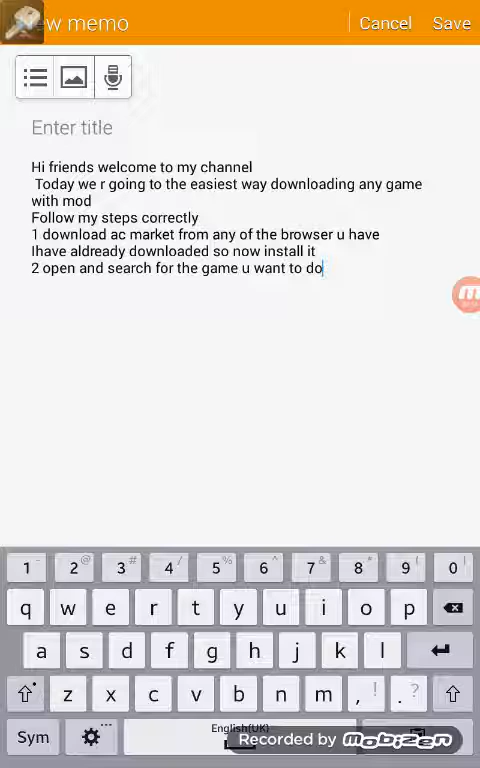 New memo
Cancel
Save
Enter title
Hi friends welcome to my channel
Today we r going to the easiest way downloading any game
with mod
Follow my steps correctly
1 download ac market from any of the browser u have
Ihave aldready downloaded so now install it
2 open and search for the game u want to do
1 2 3 4 5 6 7 8 9 0
q w e r t y u i o p
a s d f g h j k l
z x c v b n m , ! . ?
Sym
English(UK)
Recorded by mobizen